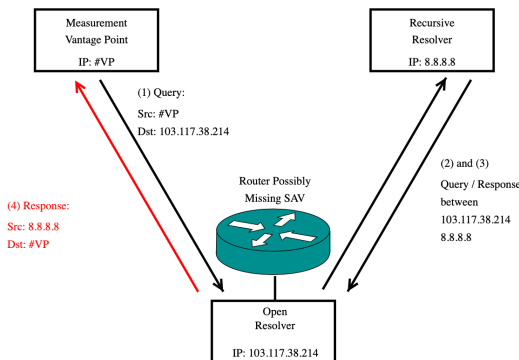 Measurement
Vantage Point
IP: #VP
Recursive
Resolver
IP: 8.8.8.8
(1) Query:
Src: #VP
Dst: 103.117.38.214
(2) and (3)
Query / Response
between
103.117.38.214
8.8.8.8
Router Possibly
Missing SAV
(4) Response:
Src: 8.8.8.8
Dst: #VP
Open
Resolver
IP: 103.117.38.214